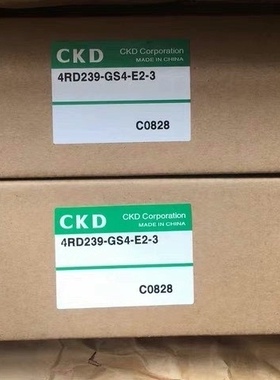 CKD CKD Corporation
MADE IN CHINA
4RD239-GS4-E2-3
C0828
CKD CKD Corporation
MADE IN CHINA
4RD239-GS4-E2-3
C0828